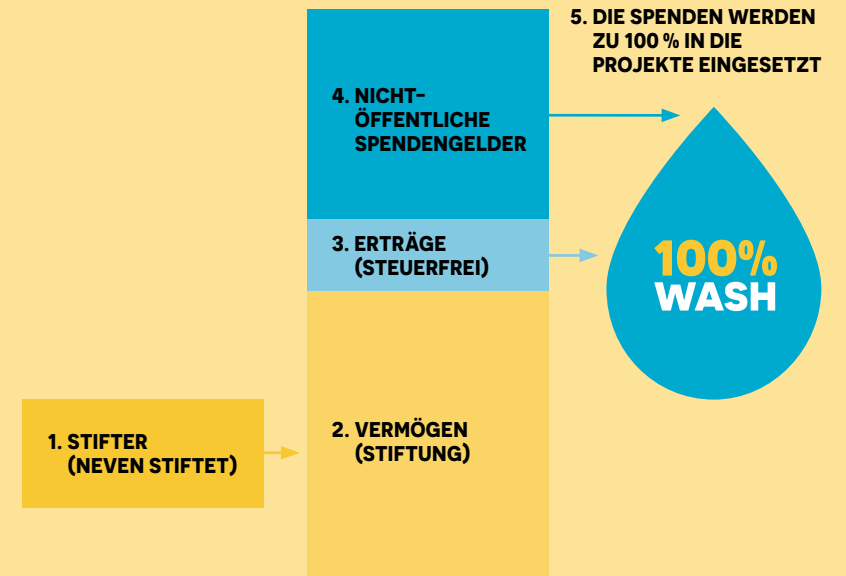 1. STIFTER
(NEVEN STIFTET)
2. VERMÖGEN
(STIFTUNG)
3. ERTRÄGE
(STEUERFREI)
4. NICHT-
ÖFFENTLICHE
SPENDENGELDER
5. DIE SPENDEN WERDEN
ZU 100 % IN DIE
PROJEKTE EINGESETZT
100%
WASH